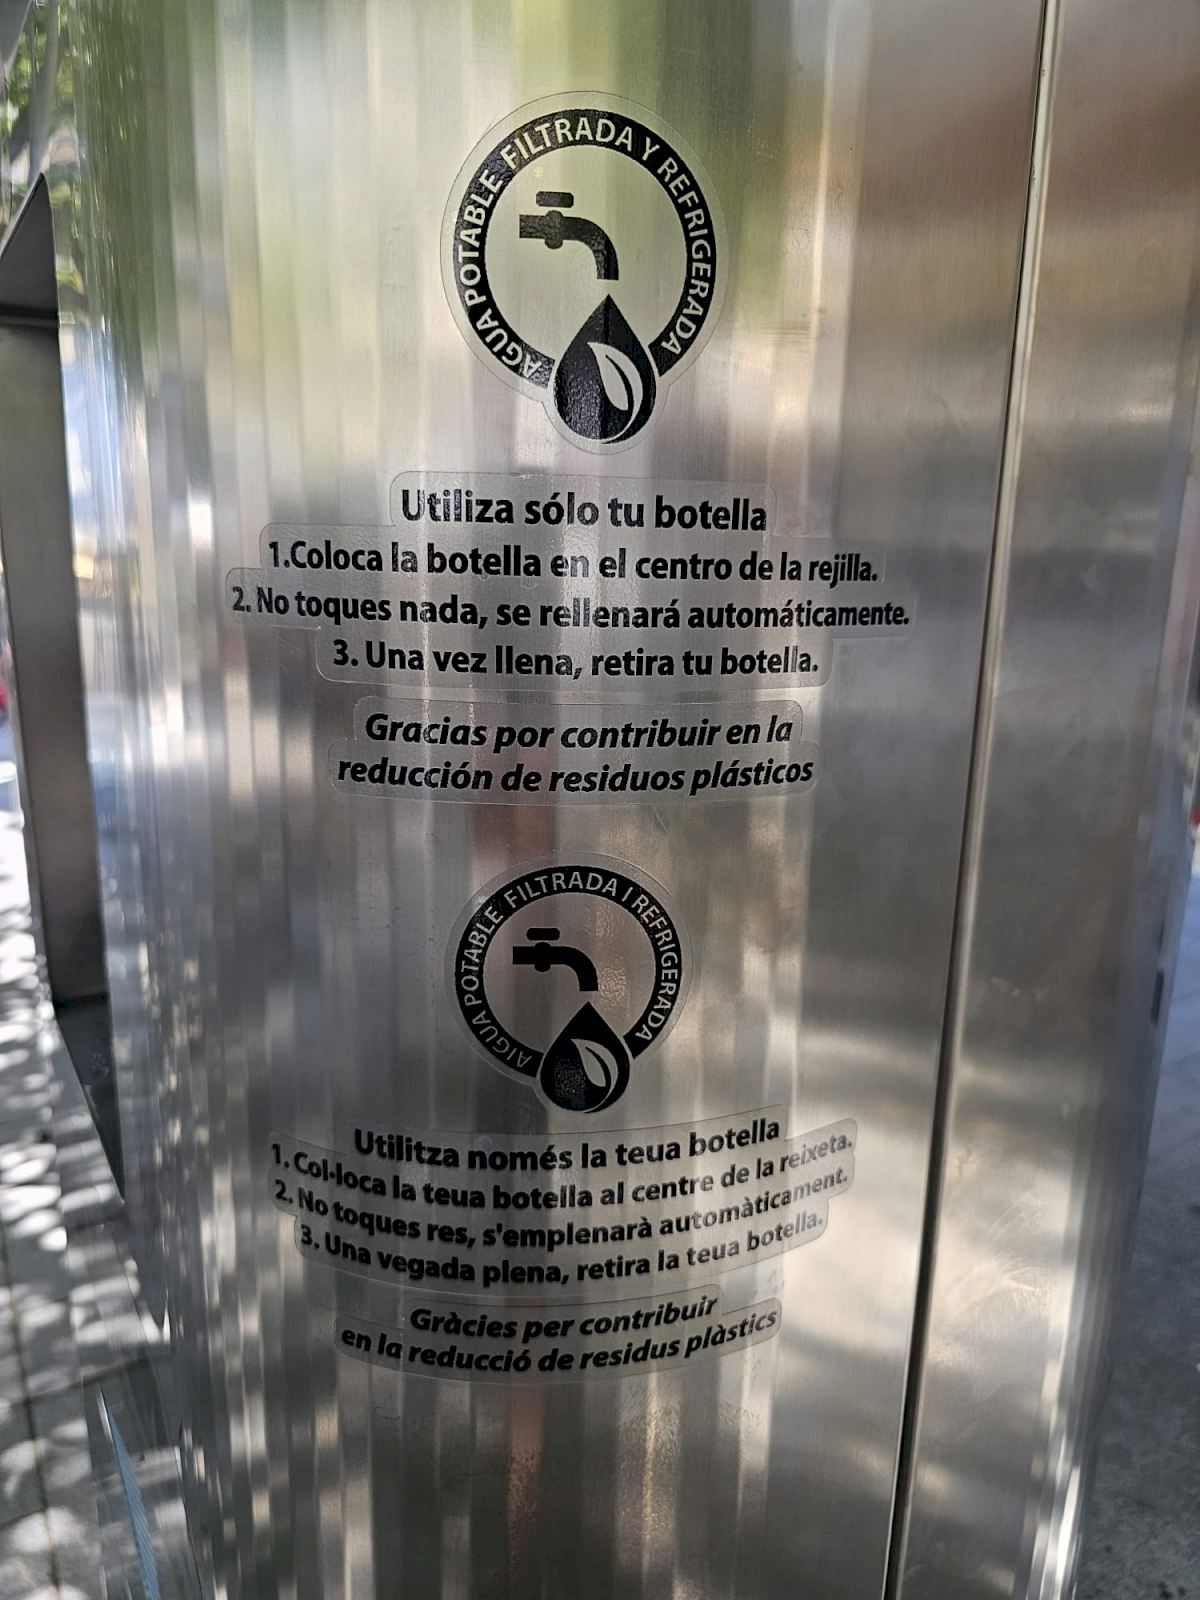 AGUA POTABLE FILTRADA Y REFRIGERADA
Utiliza sólo tu botella
1.Coloca la botella en el centro de la rejilla.
2. No toques nada, se rellenará automáticamente.
3. Una vez llena, retira tu botella.
Gracias por contribuir en la
reducción de residuos plásticos
AIGUA POTABLE FILTRADA I REFRIGERADA
Utilitza només la teua botella
1. Col·loca la teua botella al centre de la reixeta.
2. No toques res, s'emplenarà automàticament.
3. Una vegada plena, retira la teua botella.
Gràcies per contribuir
en la reducció de residus plàstics